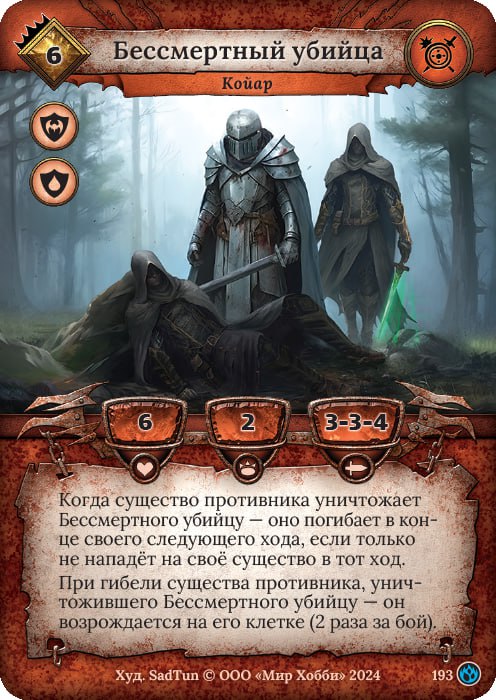 6
Бессмертный убийца
Койар
6
2
3-3-4
Когда существо противника уничтожает
Бессмертного убийцу — оно погибает в кон-
це своего следующего хода, если только
не нападёт на своё существо в тот ход.
При гибели существа противника, унич-
тожившего Бессмертного убийцу — он
возрождается на его клетке (2 раза за бой).
Худ. SadTun © ООО «Мир Хобби» 2024
193